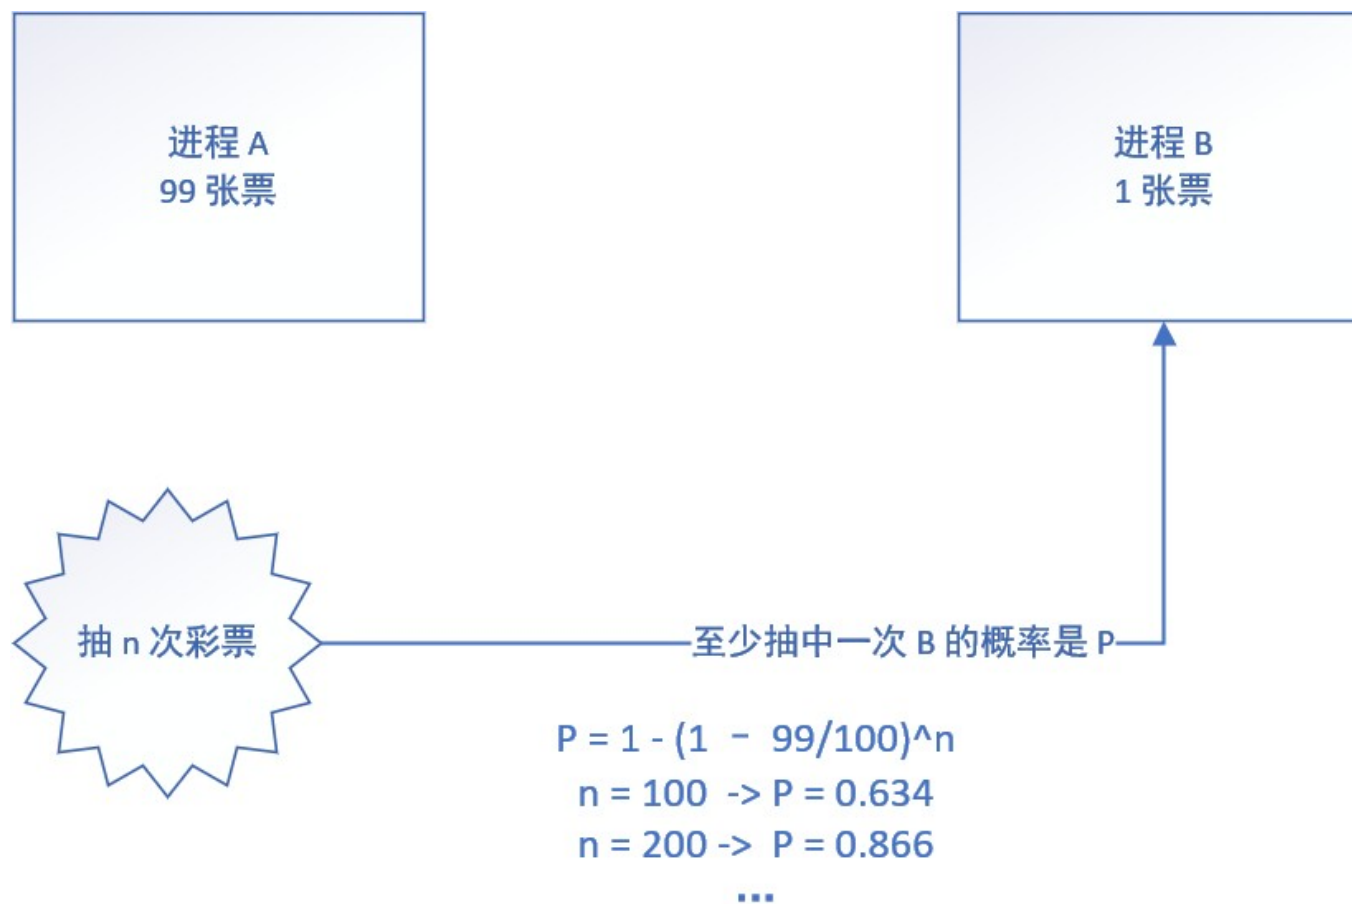 进程 A
99 张票
进程 B
1 张票
抽 n 次彩票
至少抽中一次 B 的概率是 P
P = 1 - (1 － 99/100)^n
n = 100 -> P = 0.634
n = 200 -> P = 0.866
...